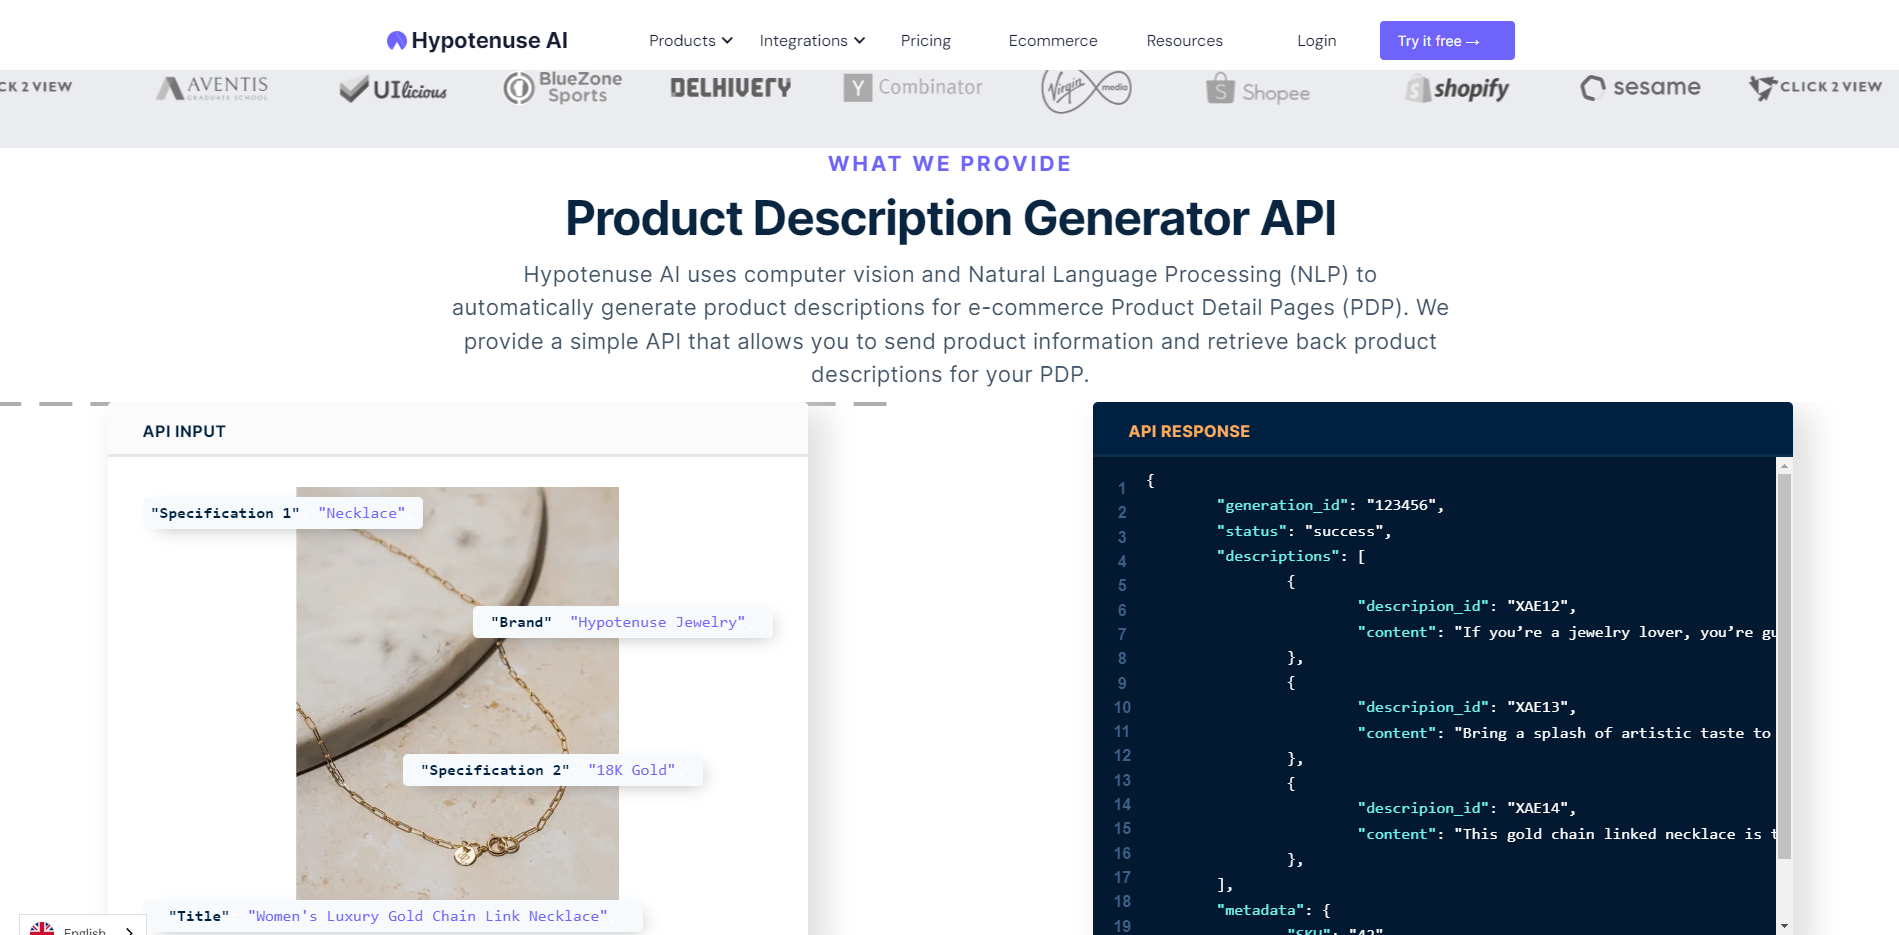 Hypotenuse AI
Products
Integrations
Pricing
Ecommerce
Resources
Login
Try it free →
CK 2 VIEW
AVENTIS
GRADUATE SCHOOL
UIlicious
BlueZone
Sports
DELHIVERY
Y Combinator
Virgin media
S Shopee
shopify
sesame
CLICK 2 VIEW
WHAT WE PROVIDE
Product Description Generator API
Hypotenuse AI uses computer vision and Natural Language Processing (NLP) to
automatically generate product descriptions for e-commerce Product Detail Pages (PDP). We
provide a simple API that allows you to send product information and retrieve back product
descriptions for your PDP.
API INPUT
"Specification 1" "Necklace"
"Brand" "Hypotenuse Jewelry"
"Specification 2" "18K Gold"
"Title" "Women's Luxury Gold Chain Link Necklace"
English
API RESPONSE
1 {
2 "generation_id": "123456",
3 "status": "success",
4 "descriptions": [
5 {
6 "descripion_id": "XAE12",
7 "content": "If you’re a jewelry lover, you’re gu
8 },
9 {
10 "descripion_id": "XAE13",
11 "content": "Bring a splash of artistic taste to
12 },
13 {
14 "descripion_id": "XAE14",
15 "content": "This gold chain linked necklace is t
16 },
17 ],
18 "metadata": {
19 "SKU": "42"